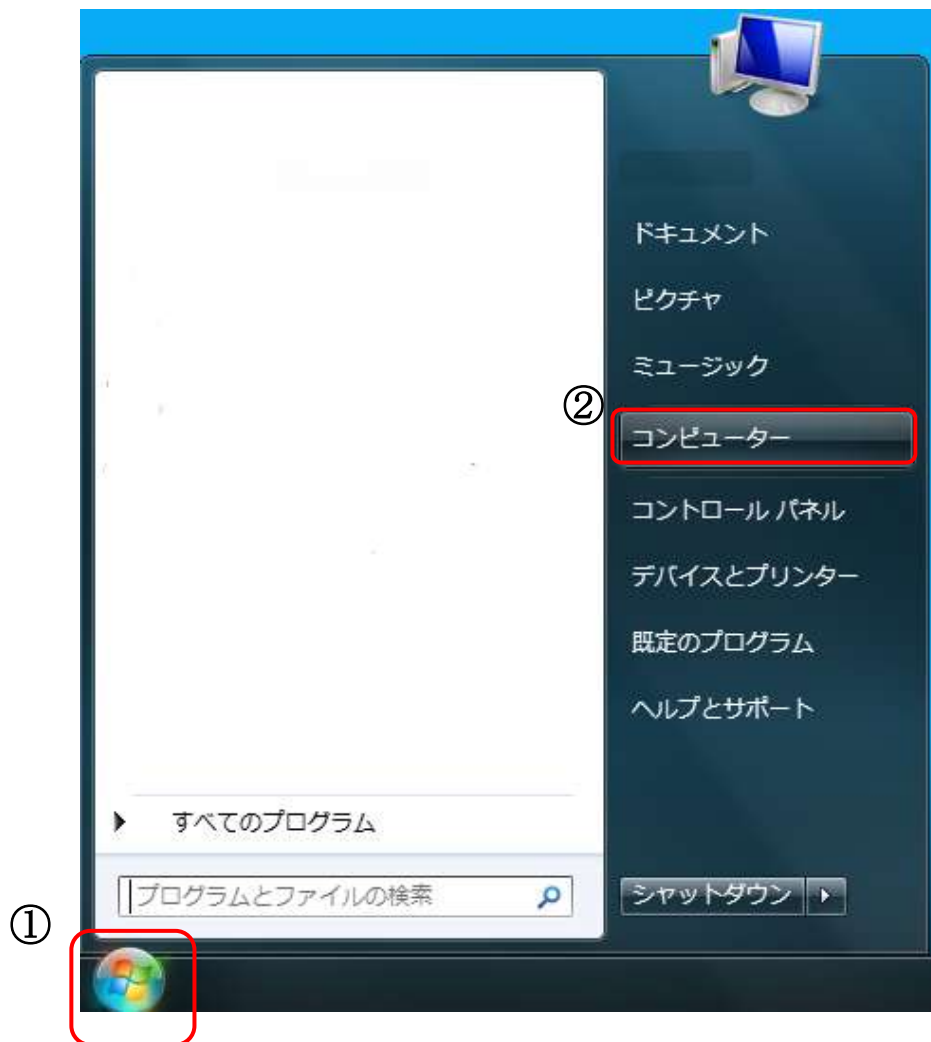 ドキュメント
ピクチャ
ミュージック
②
コンピューター
コントロール パネル
デバイスとプリンター
既定のプログラム
ヘルプとサポート
すべてのプログラム
プログラムとファイルの検索
シャットダウン
①